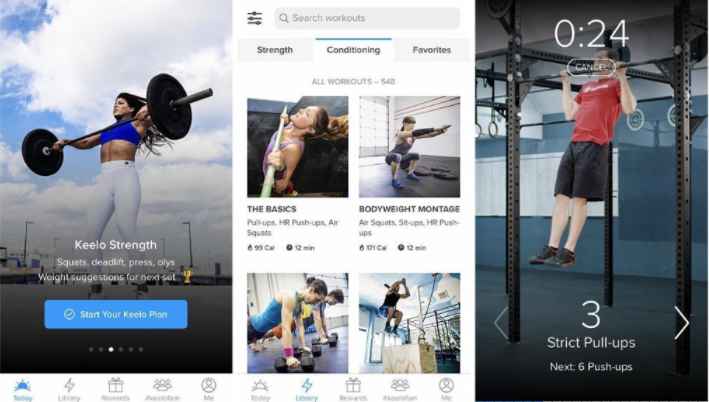 Keelo Strength
Squats, deadlift, press, olys
Weight suggestions for next set 🏆
Start Your Keelo Plan
Today
Library
Rewards
#keelofam
Me
Search workouts
Strength
Conditioning
Favorites
ALL WORKOUTS – 548
THE BASICS
Pull-ups, HR Push-ups, Air
Squats
99 Cal
12 min
BODYWEIGHT MONTAGE
Air Squats, Sit-ups, HR Push-
ups
171 Cal
12 min
Today
Library
Rewards
#keelofam
Me
0:24
CANCEL
3
Strict Pull-ups
Next: 6 Push-ups